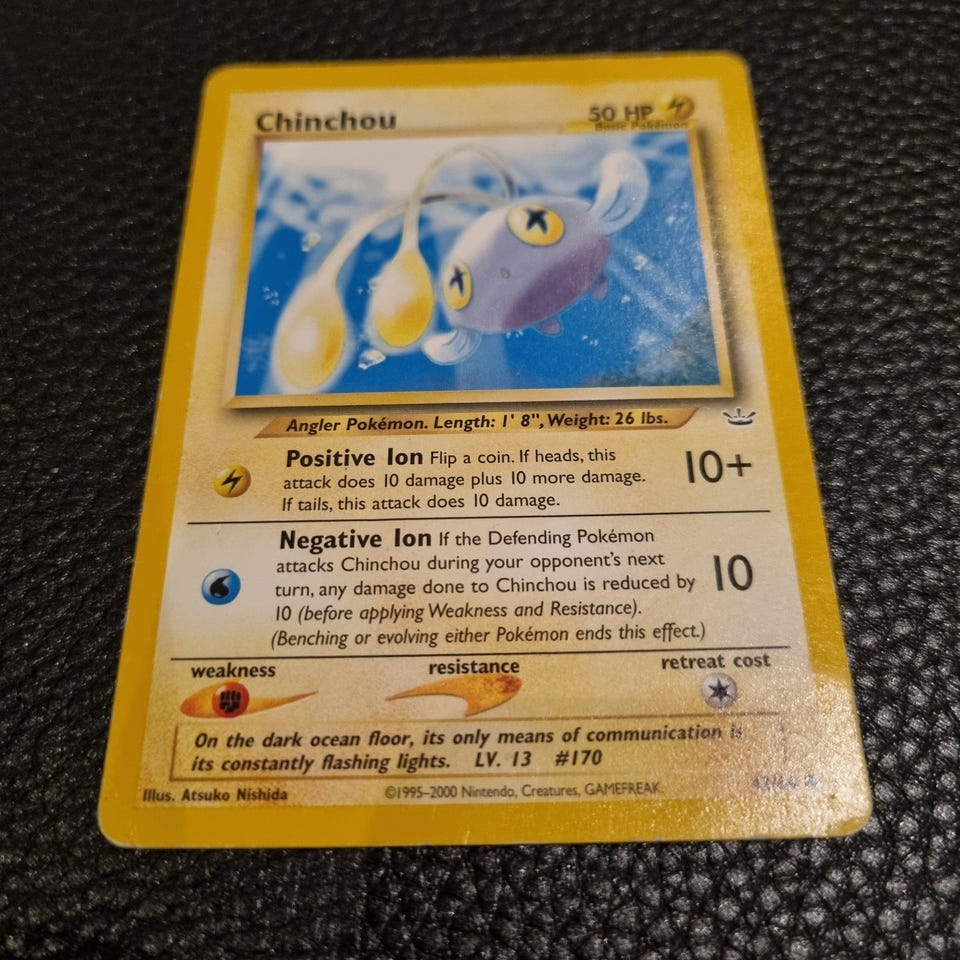 Chinchou 50 HP
Basic Pokémon
Angler Pokémon. Length: 1' 8", Weight: 26 lbs.
Positive Ion Flip a coin. If heads, this
attack does 10 damage plus 10 more damage.
If tails, this attack does 10 damage.
10+
Negative Ion If the Defending Pokémon
attacks Chinchou during your opponent's next
turn, any damage done to Chinchou is reduced by
10 (before applying Weakness and Resistance).
(Benching or evolving either Pokémon ends this effect.)
10
weakness resistance retreat cost
On the dark ocean floor, its only means of communication is
its constantly flashing lights. LV. 13 #170
Illus. Atsuko Nishida ©1995–2000 Nintendo, Creatures, GAMEFREAK.